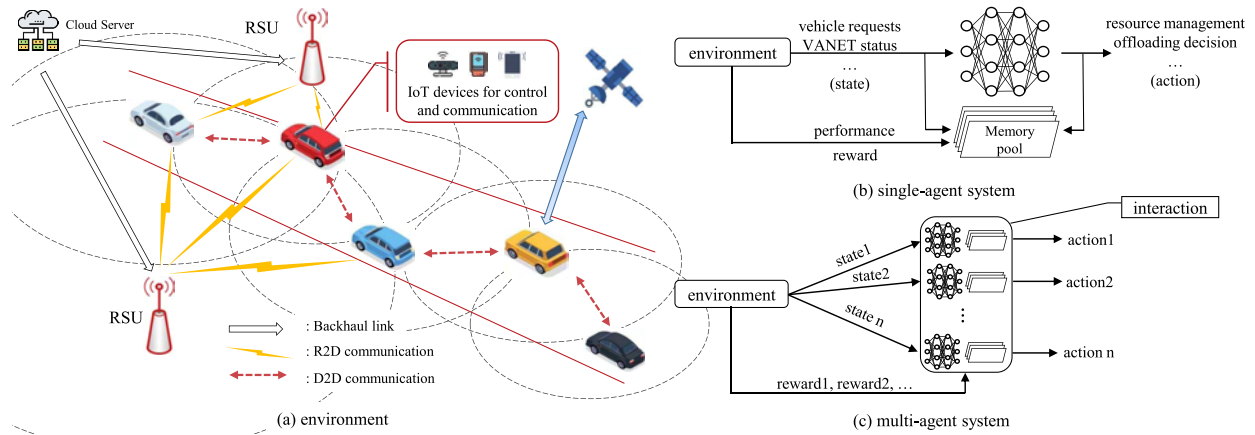 Cloud Server
RSU
IoT devices for control
and communication
RSU
: Backhaul link
: R2D communication
: D2D communication
(a) environment
environment
vehicle requests
VANET status
...
(state)
resource management
offloading decision
...
(action)
performance
reward
Memory
pool
(b) single-agent system
interaction
environment
state1
state2
state n
action1
action2
action n
reward1, reward2, ...
(c) multi-agent system